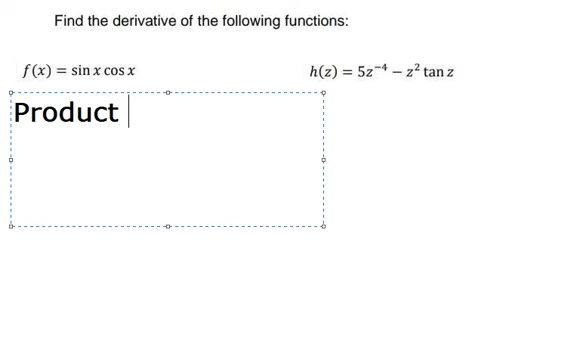 Find the derivative of the following functions:
f(x) = sin x cos x
h(z) = 5z⁻⁴ − z² tan z
Product